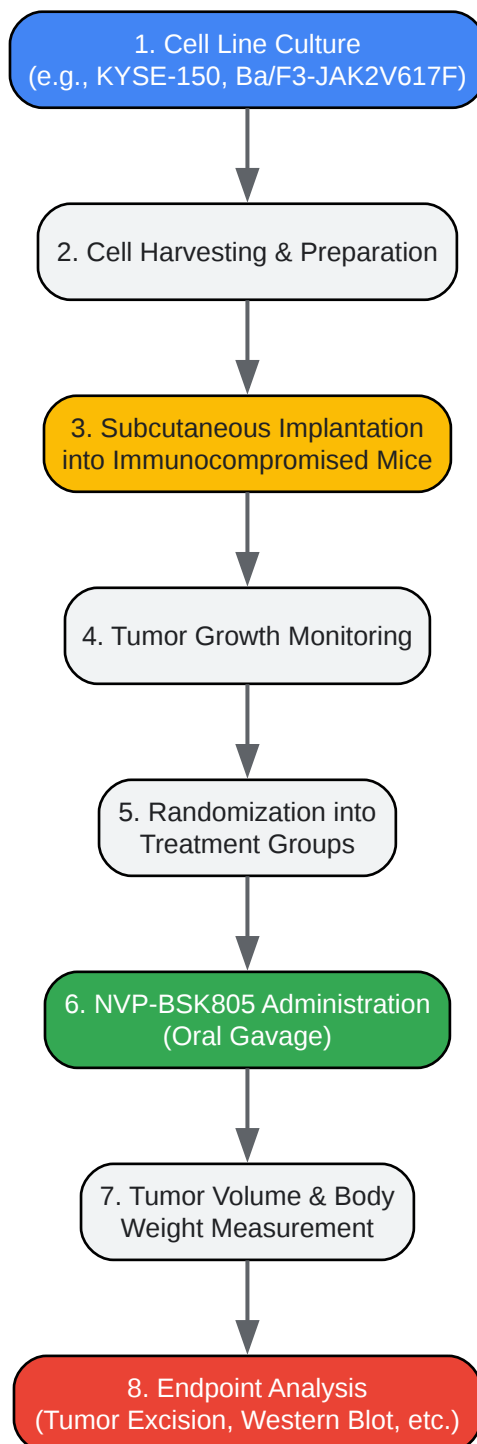 1. Cell Line Culture
(e.g., KYSE-150, Ba/F3-JAK2V617F)
2. Cell Harvesting & Preparation
3. Subcutaneous Implantation
into Immunocompromised Mice
4. Tumor Growth Monitoring
5. Randomization into
Treatment Groups
6. NVP-BSK805 Administration
(Oral Gavage)
7. Tumor Volume & Body
Weight Measurement
8. Endpoint Analysis
(Tumor Excision, Western Blot, etc.)